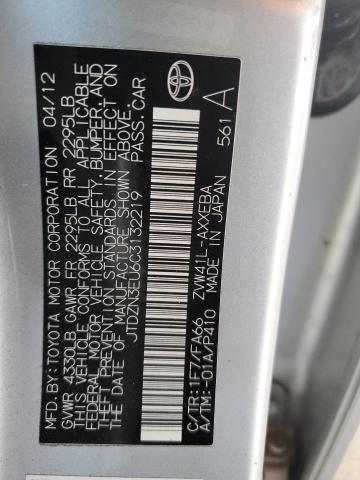 MFD. BY: TOYOTA MOTOR CORPORATION 04/12
GVWR 4330LB GAWR FR 2295LB RR 2295LB
THIS VEHICLE CONFORMS TO ALL APPLICABLE
FEDERAL MOTOR VEHICLE SAFETY, BUMPER, AND
THEFT PREVENTION STANDARDS IN EFFECT ON
THE DATE OF MANUFACTURE SHOWN ABOVE.
JTDZN3EU6C3132219 PASS.CAR
C/TR:1F7/FA66 ZVW41L-AXXEBA
A/TM:-01A/P410 MADE IN JAPAN 561 A